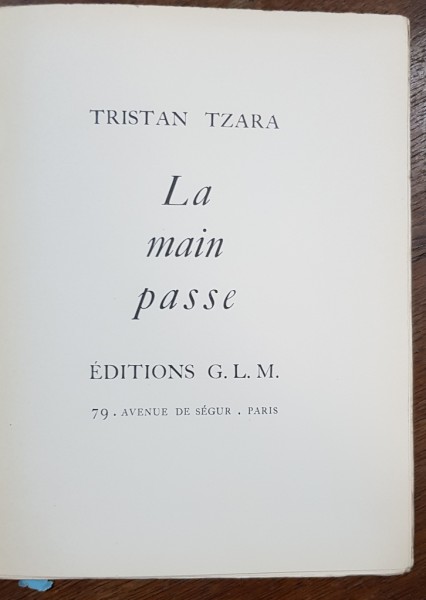 TRISTAN TZARA
La
main
passe
ÉDITIONS G. L. M.
79 . AVENUE DE SÉGUR . PARIS